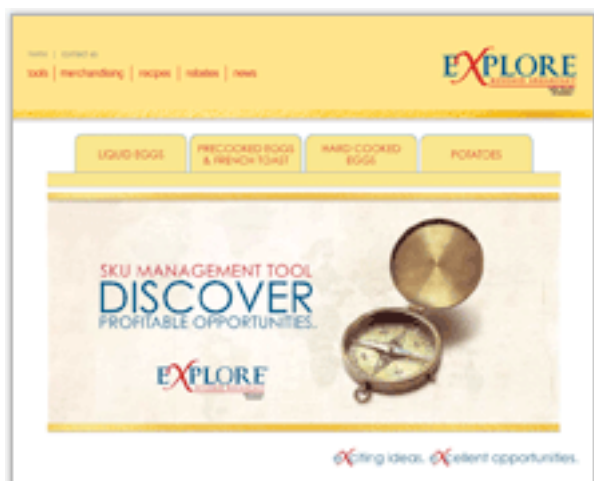 home | contact us
tools | merchandising | recipes | rebates | news
EXPLORE
LIQUID EGGS
PRECOOKED EGGS
& FRENCH TOAST
HARD COOKED
EGGS
POTATOES
SKU MANAGEMENT TOOL
DISCOVER
PROFITABLE OPPORTUNITIES.
EXPLORE
eXciting ideas. eXcellent opportunities.